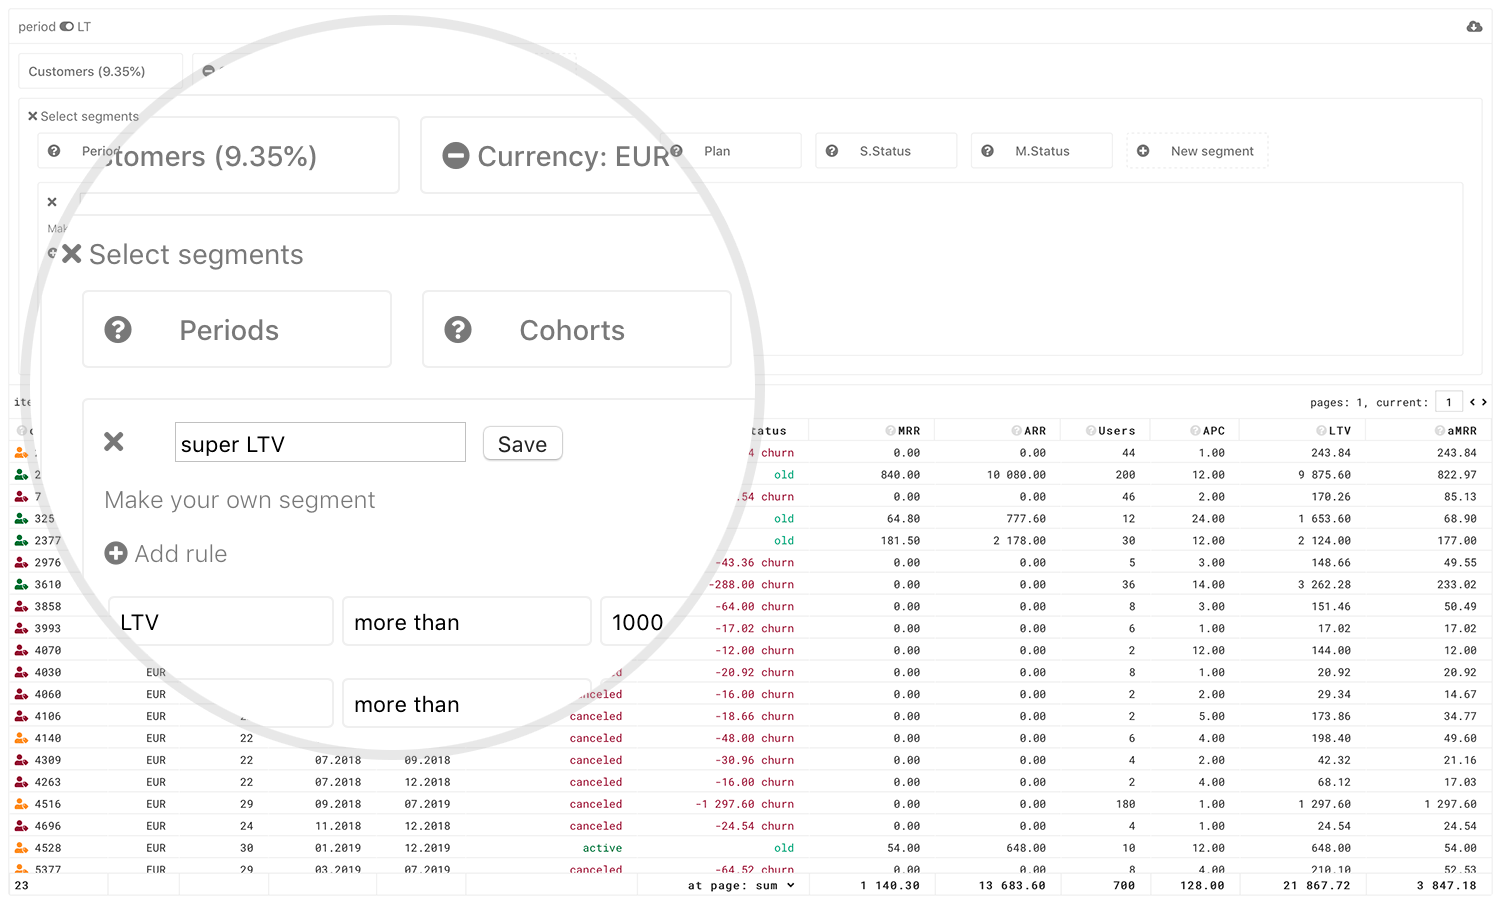 period LT
Customers (9.35%)
Select segments
Period
Plan
S.Status
M.Status
New segment
stomers (9.35%)
Currency: EUR
Select segments
Periods
Cohorts
super LTV
Save
Make your own segment
Add rule
LTV more than 1000
more than
pages: 1, current: 1
MRR ARR Users APC LTV aMRR
churn 0.00 0.00 44 1.00 243.84 243.84
old 840.00 10 080.00 200 12.00 9 875.60 822.97
7 churn 0.00 0.00 46 2.00 170.26 85.13
325 old 64.80 777.60 12 24.00 1 653.60 68.90
2377 old 181.50 2 178.00 30 12.00 2 124.00 177.00
2976 -43.36 churn 0.00 0.00 5 3.00 148.66 49.55
3610 -288.00 churn 0.00 0.00 36 14.00 3 262.28 233.02
3858 -64.00 churn 0.00 0.00 8 3.00 151.46 50.49
3993 -17.02 churn 0.00 0.00 6 1.00 17.02 17.02
4070 -12.00 churn 0.00 0.00 2 12.00 144.00 12.00
4030 EUR -20.92 churn 0.00 0.00 8 1.00 20.92 20.92
4060 EUR -16.00 churn 0.00 0.00 2 2.00 29.34 14.67
4106 EUR canceled -18.66 churn 0.00 0.00 2 5.00 173.86 34.77
4140 EUR 22 canceled -48.00 churn 0.00 0.00 6 4.00 198.40 49.60
4309 EUR 22 07.2018 09.2018 canceled -30.96 churn 0.00 0.00 4 2.00 42.32 21.16
4263 EUR 22 07.2018 12.2018 canceled -16.00 churn 0.00 0.00 2 4.00 68.12 17.03
4516 EUR 29 09.2018 07.2019 canceled -1 297.60 churn 0.00 0.00 180 1.00 1 297.60 1 297.60
4696 EUR 24 11.2018 12.2018 canceled -24.54 churn 0.00 0.00 4 1.00 24.54 24.54
4528 EUR 30 01.2019 12.2019 active old 54.00 648.00 10 12.00 648.00 54.00
5377 EUR 29 03.2019 07.2019 canceled -64.52 churn 0.00 0.00 8 4.00 210.10 52.53
23 at page: sum 1 140.30 13 683.60 700 128.00 21 867.72 3 847.18